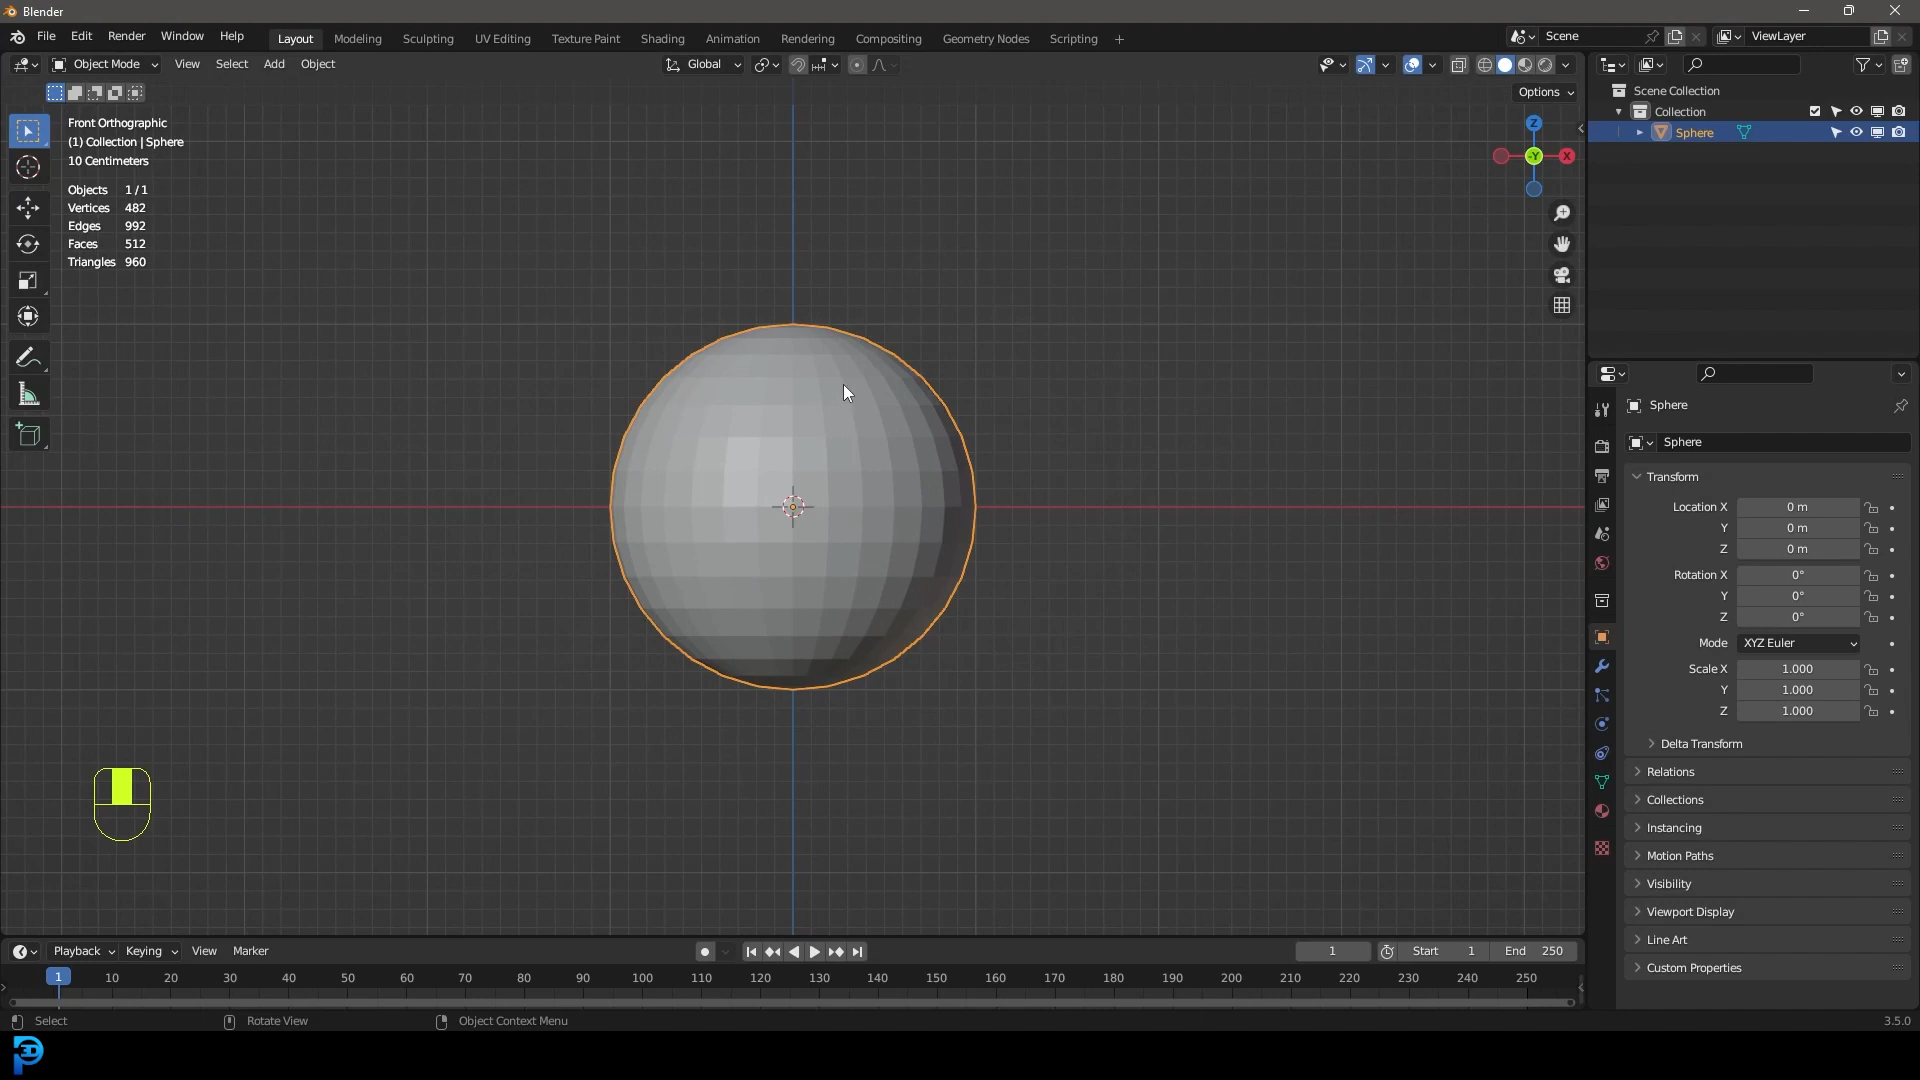 Blender
File Edit Render Window Help Layout Modeling Sculpting UV Editing Texture Paint Shading Animation Rendering Compositing Geometry Nodes Scripting + Scene ViewLayer
Object Mode View Select Add Object Global
Options
Front Orthographic
(1) Collection | Sphere
10 Centimeters
Objects 1/1
Vertices 482
Edges 992
Faces 512
Triangles 960
Z
-Y
X
Scene Collection
Collection
Sphere
Sphere
Sphere
Transform
Location X 0 m
Y 0 m
Z 0 m
Rotation X 0°
Y 0°
Z 0°
Mode XYZ Euler
Scale X 1.000
Y 1.000
Z 1.000
Delta Transform
Relations
Collections
Instancing
Motion Paths
Visibility
Viewport Display
Line Art
Custom Properties
Playback Keying View Marker 1 Start 1 End 250
1 10 20 30 40 50 60 70 80 90 100 110 120 130 140 150 160 170 180 190 200 210 220 230 240 250
Select Rotate View Object Context Menu 3.5.0
3D